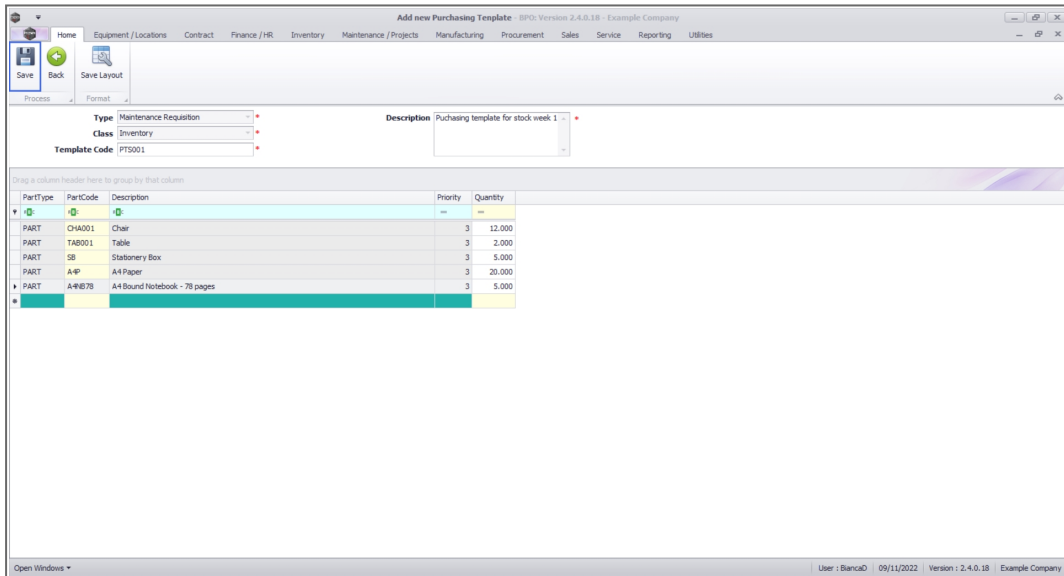 Add new Purchasing Tenplate - BPO: Version 2.4.0.18 - Example Company
Home Equipment / Locations Contract Finance / HR Inventory Maintenance / Projects Manufacturing Procurement Sales Service Reporting Utilities
Save Back Save Layout
Process Format
Type Maintenance Requisition * Description Puchasing template for stock week 1 *
Class Inventory *
Template Code PTS001 *
Drag a column header here to group by that column
PartType PartCode Description Priority Quantity
PART CHA001 Chair 3 12.000
PART TAB001 Table 3 2.000
PART SB Stationery Box 3 5.000
PART A4P A4 Paper 3 20.000
PART A4NB78 A4 Bound Notebook - 78 pages 3 5.000
Open Windows User : BiancaD 09/11/2022 Version : 2.4.0.18 Example Company